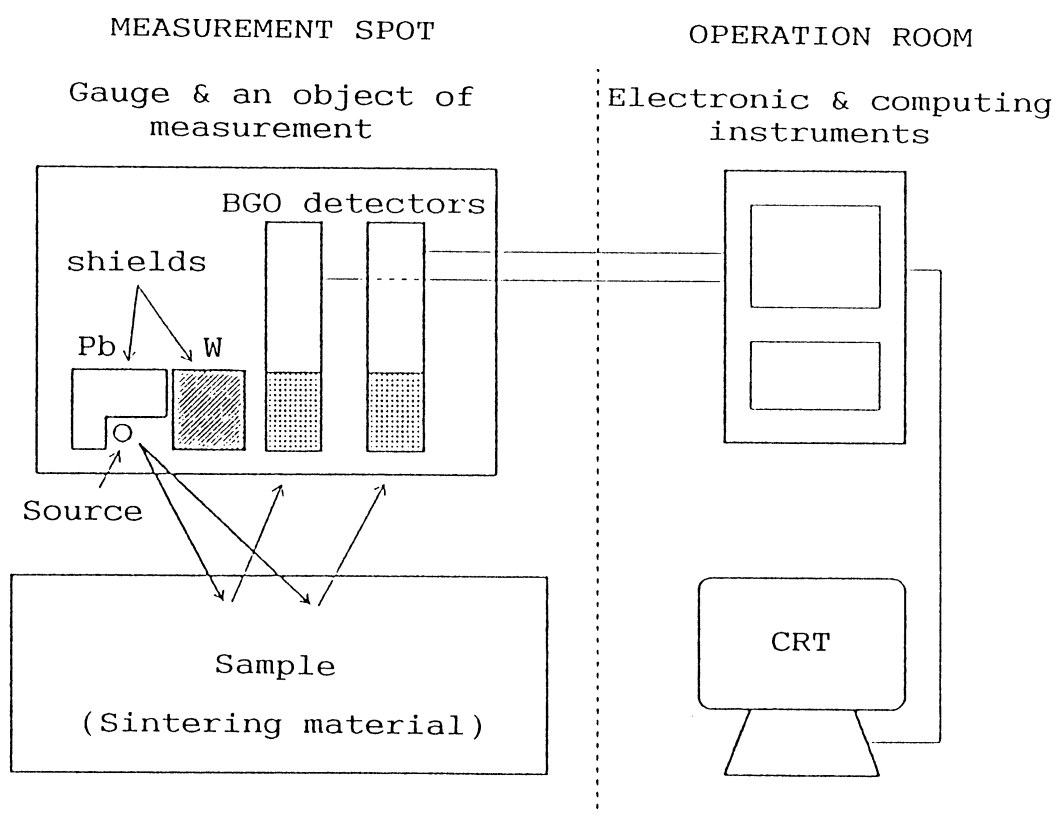 MEASUREMENT SPOT
OPERATION ROOM
Gauge & an object of
measurement
Electronic & computing
instruments
BGO detectors
shields
Pb
W
Source
Sample
(Sintering material)
CRT